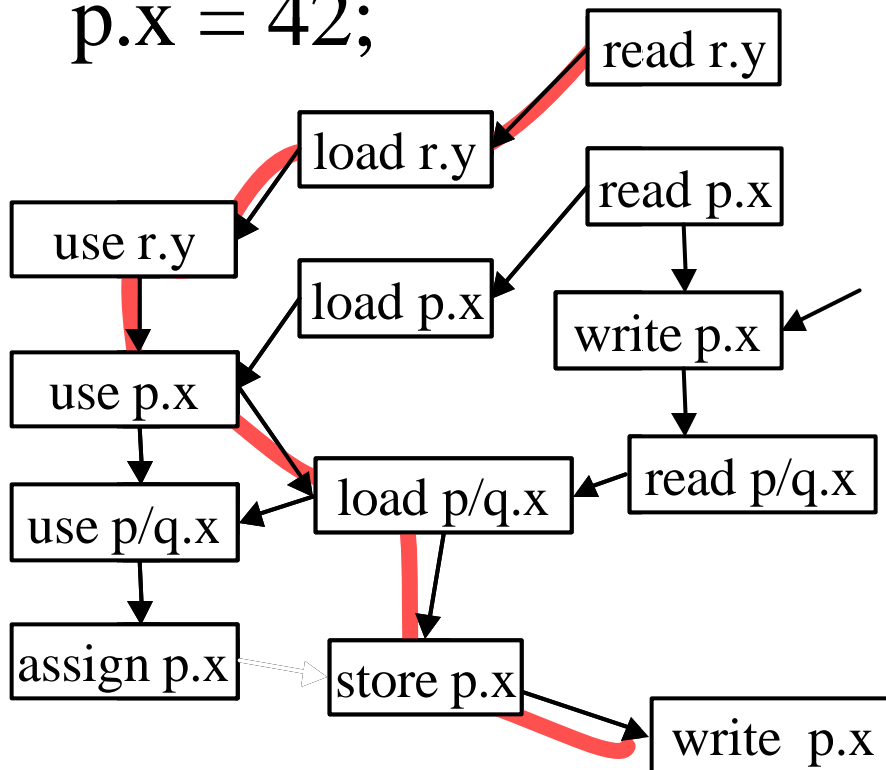 p.x = 42;
read r.y
load r.y
read p.x
use r.y
load p.x
write p.x
use p.x
read p/q.x
load p/q.x
use p/q.x
assign p.x
store p.x
write p.x